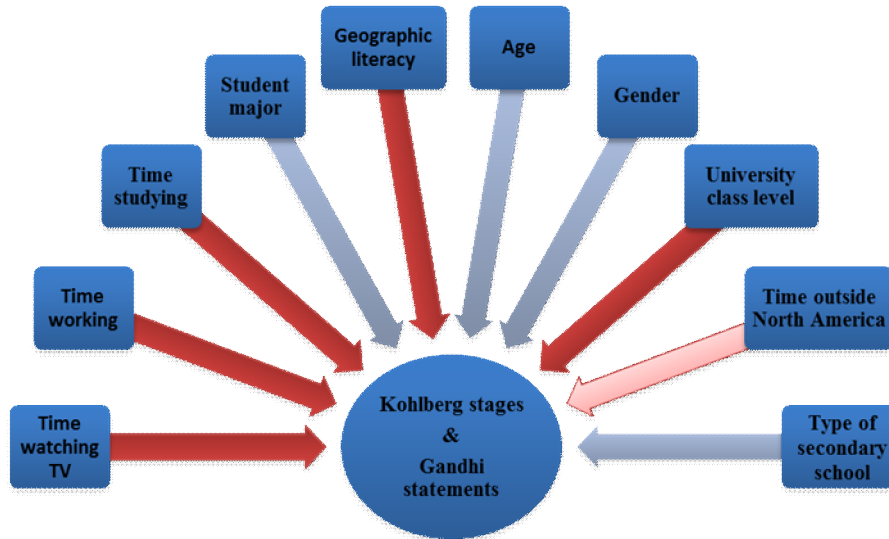 Geographic
literacy
Age
Student
major
Gender
Time
studying
University
class level
Time
working
Time outside
North America
Time
watching
TV
Kohlberg stages
&
Gandhi
statements
Type of
secondary
school